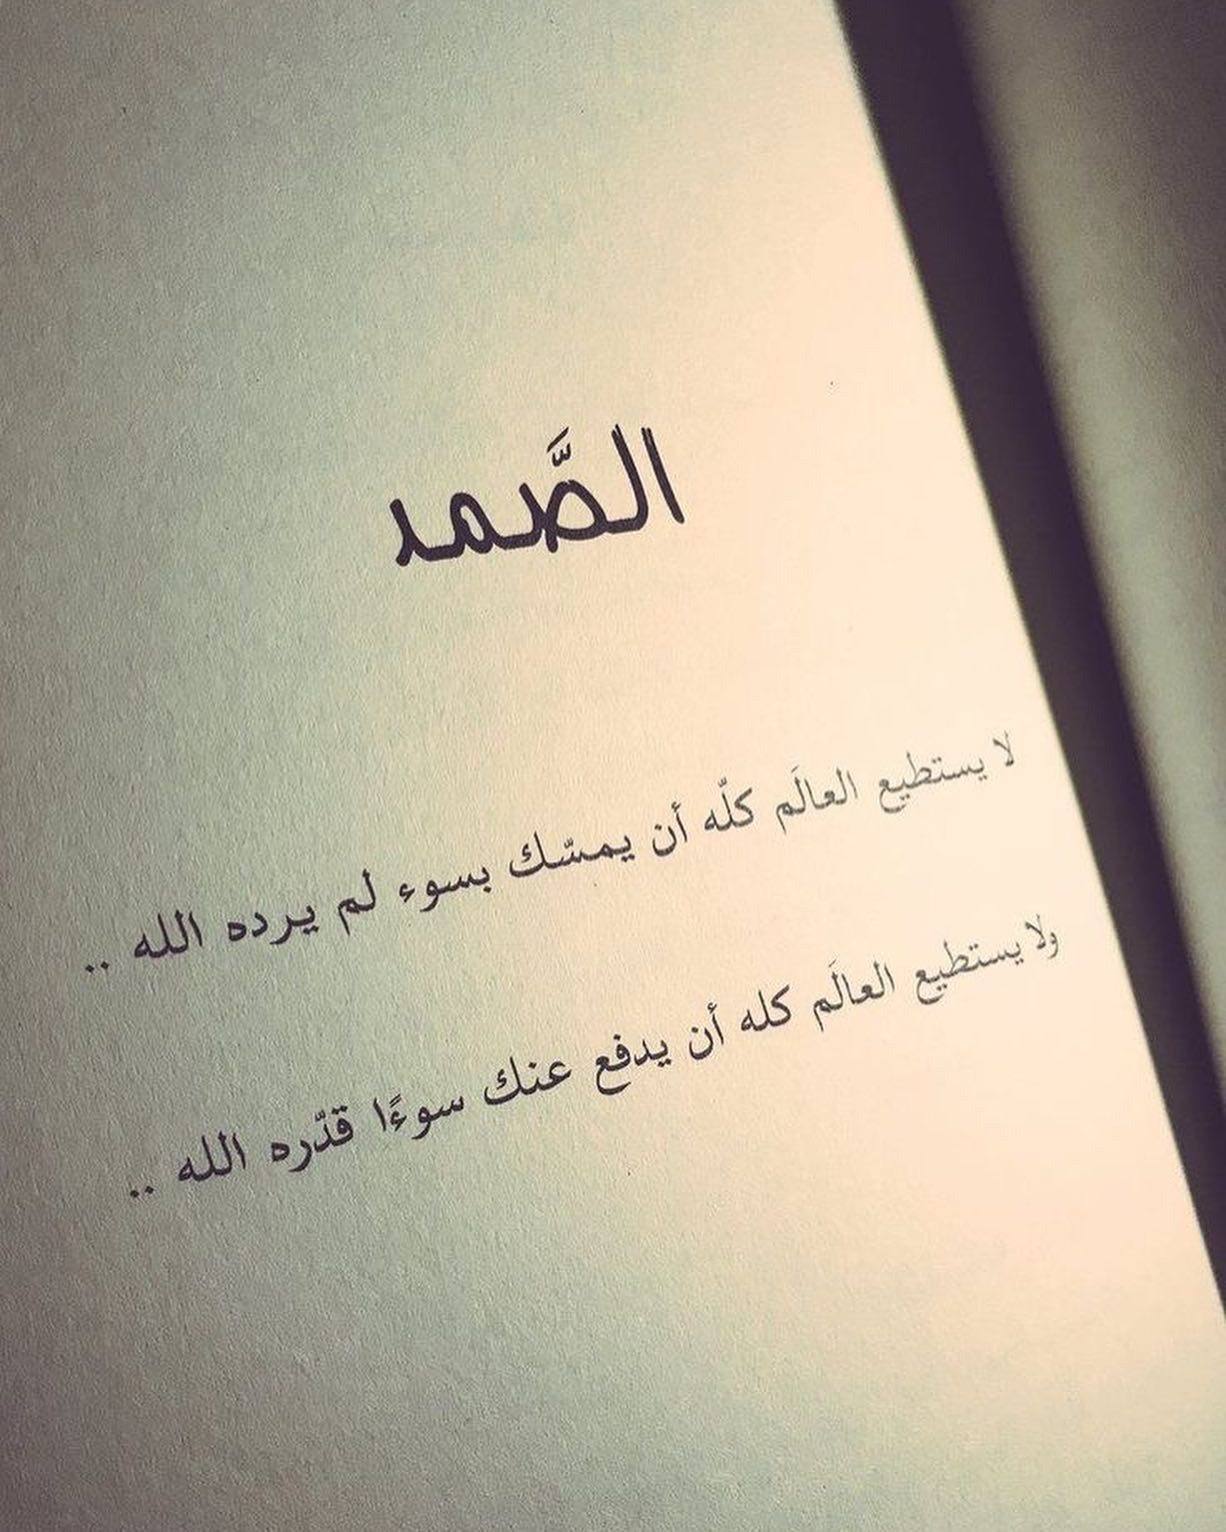 الصَّمد
لا يستطيع العالَم كلّه أن يمسّك بسوء لم يرده الله ..
ولا يستطيع العالَم كله أن يدفع عنك سوءًا قدّره الله ..